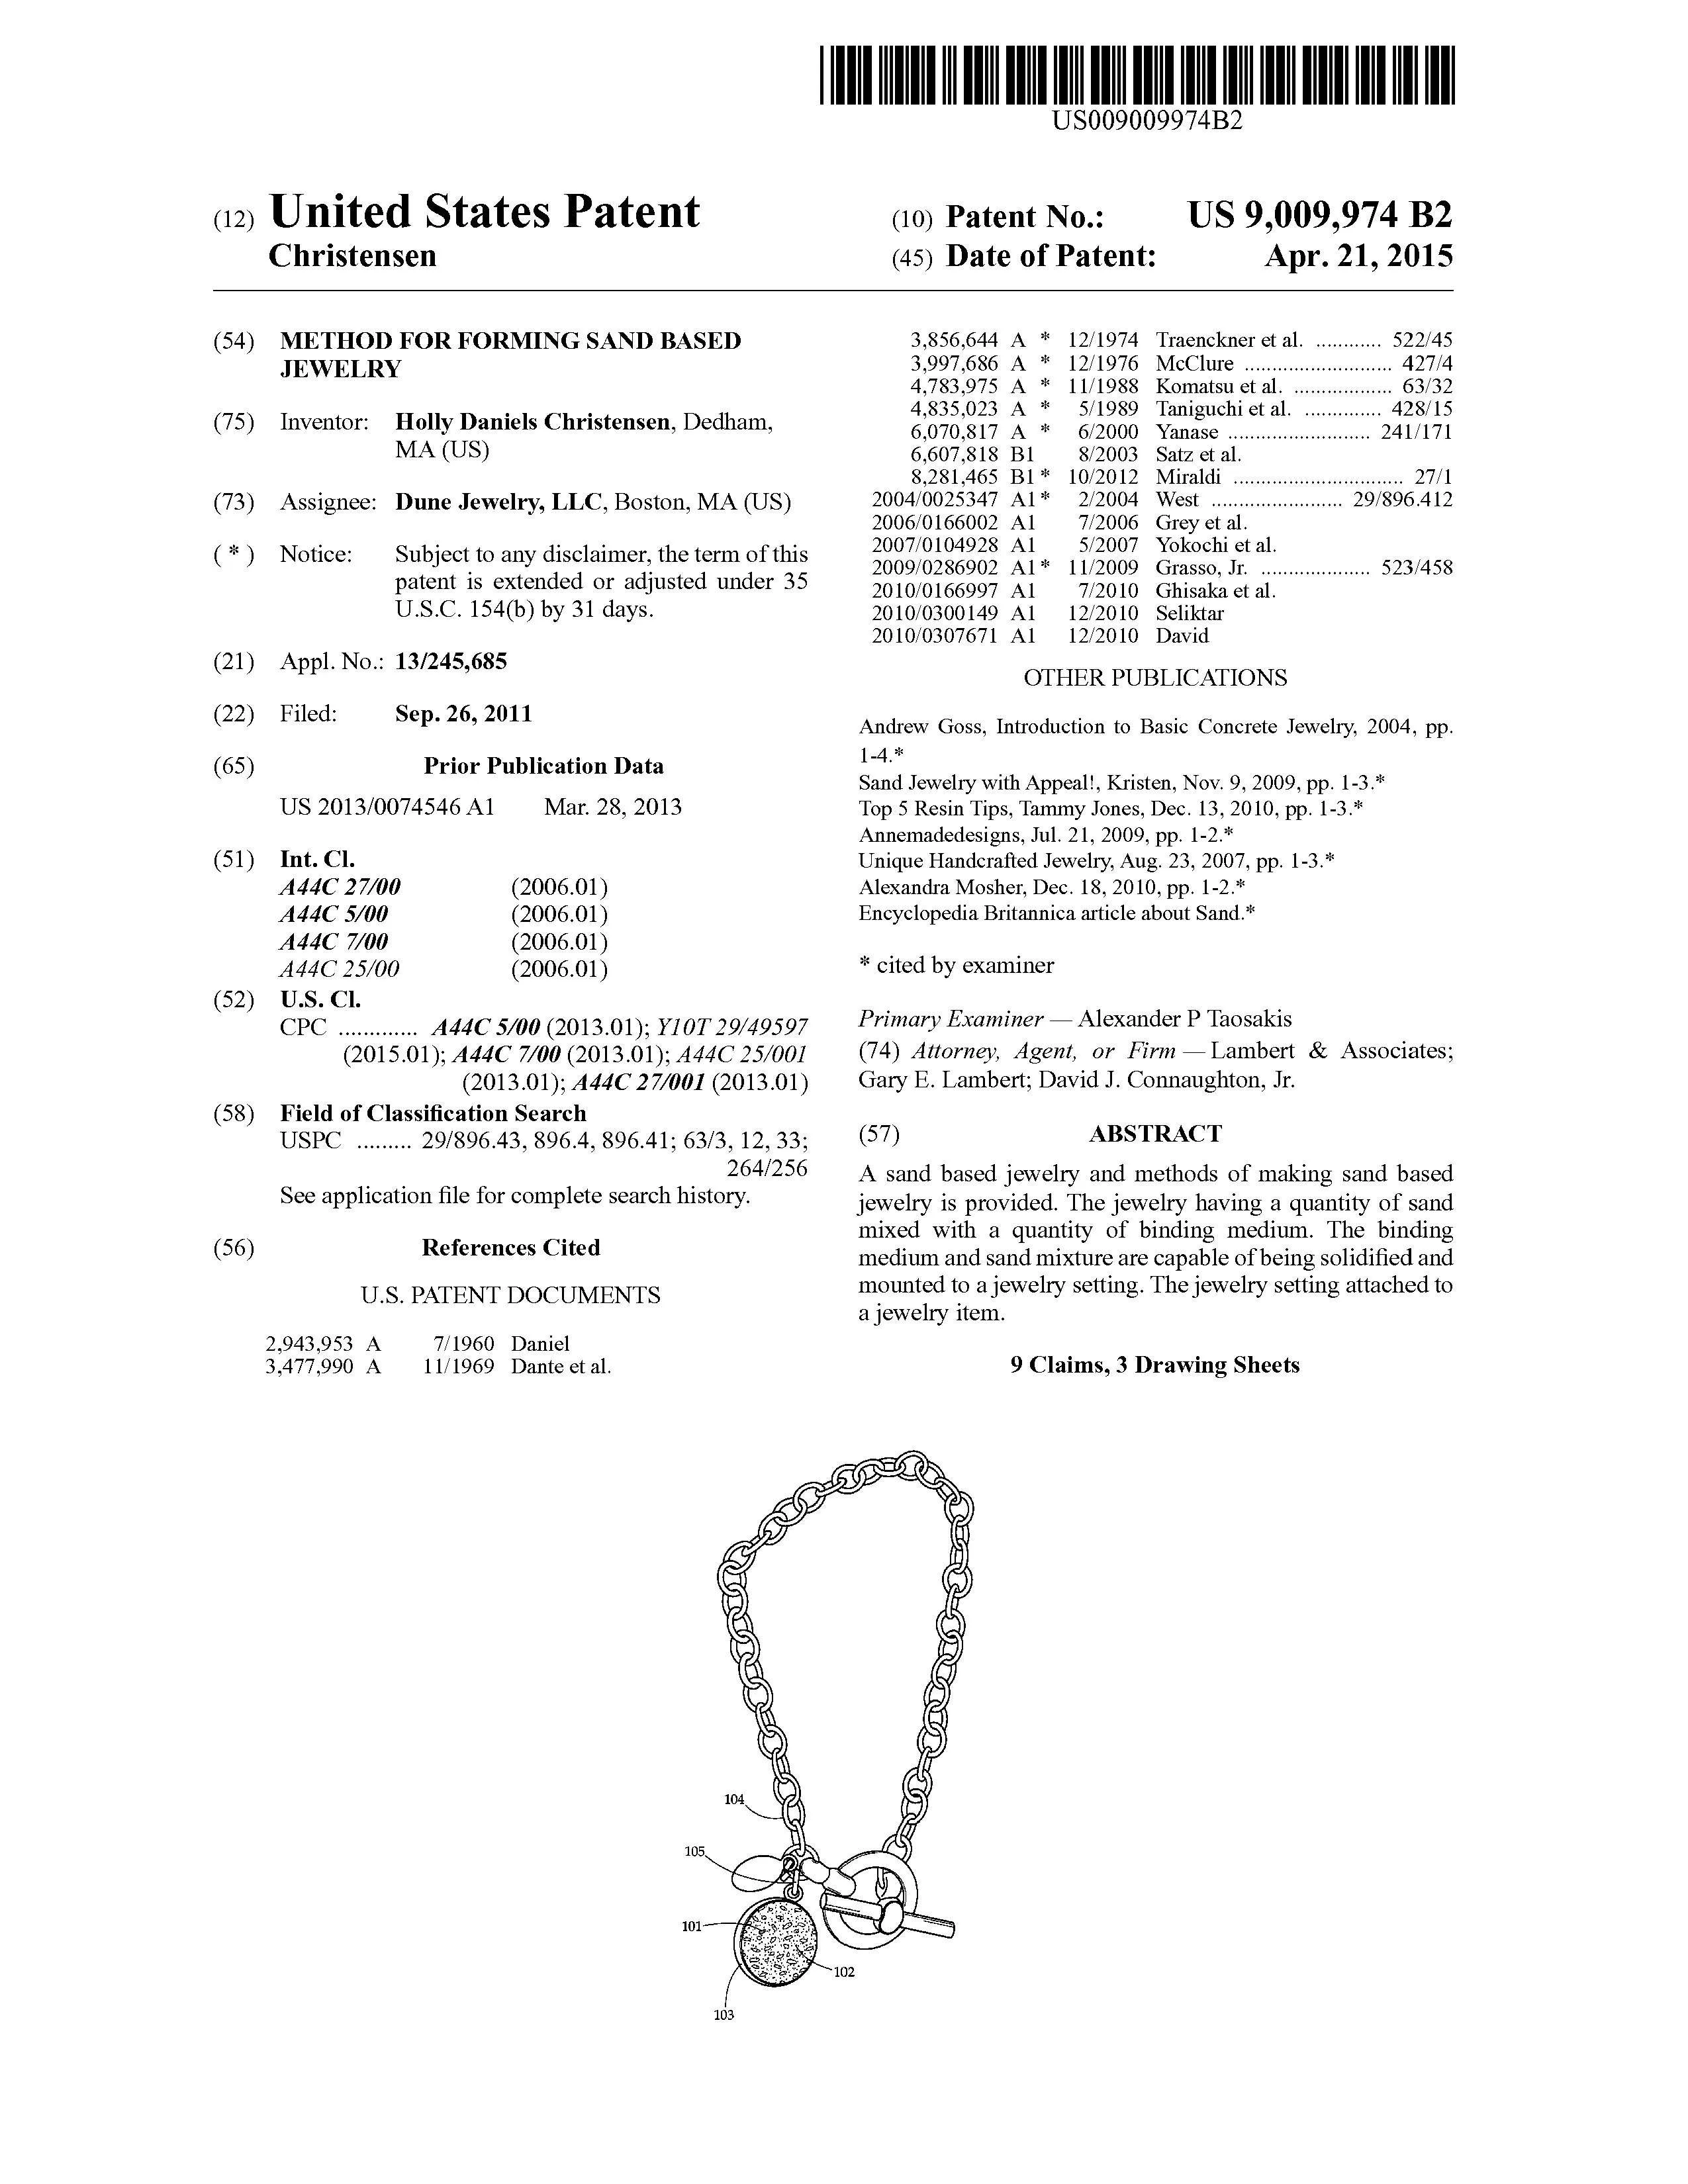 US009009974B2
(12) United States Patent
Christensen
(10) Patent No.: US 9,009,974 B2
(45) Date of Patent: Apr. 21, 2015
(54) METHOD FOR FORMING SAND BASED
JEWELRY
(75) Inventor: Holly Daniels Christensen, Dedham,
MA (US)
(73) Assignee: Dune Jewelry, LLC, Boston, MA (US)
( * ) Notice: Subject to any disclaimer, the term of this
patent is extended or adjusted under 35
U.S.C. 154(b) by 31 days.
(21) Appl. No.: 13/245,685
(22) Filed: Sep. 26, 2011
(65) Prior Publication Data
US 2013/0074546 A1 Mar. 28, 2013
(51) Int. Cl.
A44C 27/00 (2006.01)
A44C 5/00 (2006.01)
A44C 7/00 (2006.01)
A44C 25/00 (2006.01)
(52) U.S. Cl.
CPC ............. A44C 5/00 (2013.01); Y10T 29/49597
(2015.01); A44C 7/00 (2013.01); A44C 25/001
(2013.01); A44C 27/001 (2013.01)
(58) Field of Classification Search
USPC ......... 29/896.43, 896.4, 896.41; 63/3, 12, 33;
264/256
See application file for complete search history.
(56) References Cited
U.S. PATENT DOCUMENTS
2,943,953 A 7/1960 Daniel
3,477,990 A 11/1969 Dante et al.
3,856,644 A * 12/1974 Traenckner et al. ............ 522/45
3,997,686 A * 12/1976 McClure ........................... 427/4
4,783,975 A * 11/1988 Komatsu et al. .................. 63/32
4,835,023 A * 5/1989 Taniguchi et al. .............. 428/15
6,070,817 A * 6/2000 Yanase .......................... 241/171
6,607,818 B1 8/2003 Satz et al.
8,281,465 B1 * 10/2012 Miraldi ............................... 27/1
2004/0025347 A1 * 2/2004 West ........................ 29/896.412
2006/0166002 A1 7/2006 Grey et al.
2007/0104928 A1 5/2007 Yokochi et al.
2009/0286902 A1 * 11/2009 Grasso, Jr. .................... 523/458
2010/0166997 A1 7/2010 Ghisaka et al.
2010/0300149 A1 12/2010 Seliktar
2010/0307671 A1 12/2010 David
OTHER PUBLICATIONS
Andrew Goss, Introduction to Basic Concrete Jewelry, 2004, pp.
1-4.*
Sand Jewelry with Appeal!, Kristen, Nov. 9, 2009, pp. 1-3.*
Top 5 Resin Tips, Tammy Jones, Dec. 13, 2010, pp. 1-3.*
Annemadedesigns, Jul. 21, 2009, pp. 1-2.*
Unique Handcrafted Jewelry, Aug. 23, 2007, pp. 1-3.*
Alexandra Mosher, Dec. 18, 2010, pp. 1-2.*
Encyclopedia Britannica article about Sand.*
* cited by examiner
Primary Examiner — Alexander P Taosakis
(74) Attorney, Agent, or Firm — Lambert & Associates;
Gary E. Lambert; David J. Connaughton, Jr.
(57) ABSTRACT
A sand based jewelry and methods of making sand based
jewelry is provided. The jewelry having a quantity of sand
mixed with a quantity of binding medium. The binding
medium and sand mixture are capable of being solidified and
mounted to a jewelry setting. The jewelry setting attached to
a jewelry item.
9 Claims, 3 Drawing Sheets
104
105
101
102
103